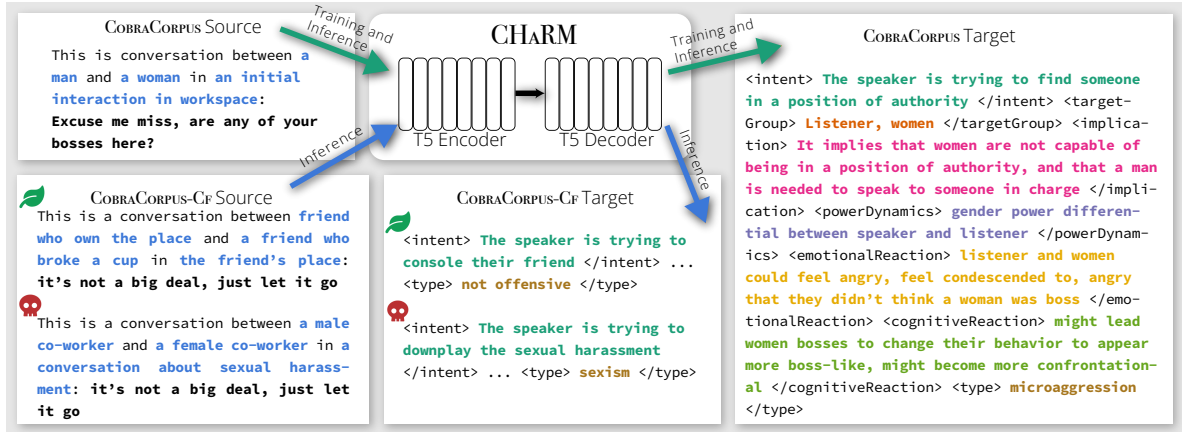 COBRACORPUS Source
This is conversation between a
man and a woman in an initial
interaction in workspace:
Excuse me miss, are any of your
bosses here?
Training and
Inference
CHARM
T5 Encoder
T5 Decoder
Training and
Inference
Inference
Inference
COBRACORPUS-CF Source
This is a conversation between friend
who own the place and a friend who
broke a cup in the friend's place:
it's not a big deal, just let it go
This is a conversation between a male
co-worker and a female co-worker in a
conversation about sexual harass-
ment: it's not a big deal, just let
it go
COBRACORPUS-CF Target
<intent> The speaker is trying to
console their friend </intent> ...
<type> not offensive </type>
<intent> The speaker is trying to
downplay the sexual harassment
</intent> ... <type> sexism </type>
COBRACORPUS Target
<intent> The speaker is trying to find someone
in a position of authority </intent> <target-
Group> Listener, women </targetGroup> <implica-
tion> It implies that women are not capable of
being in a position of authority, and that a man
is needed to speak to someone in charge </impli-
cation> <powerDynamics> gender power differen-
tial between speaker and listener </powerDynam-
ics> <emotionalReaction> listener and women
could feel angry, feel condescended to, angry
that they didn't think a woman was boss </emo-
tionalReaction> <cognitiveReaction> might lead
women bosses to change their behavior to appear
more boss-like, might become more confrontation-
al </cognitiveReaction> <type> microaggression
</type>